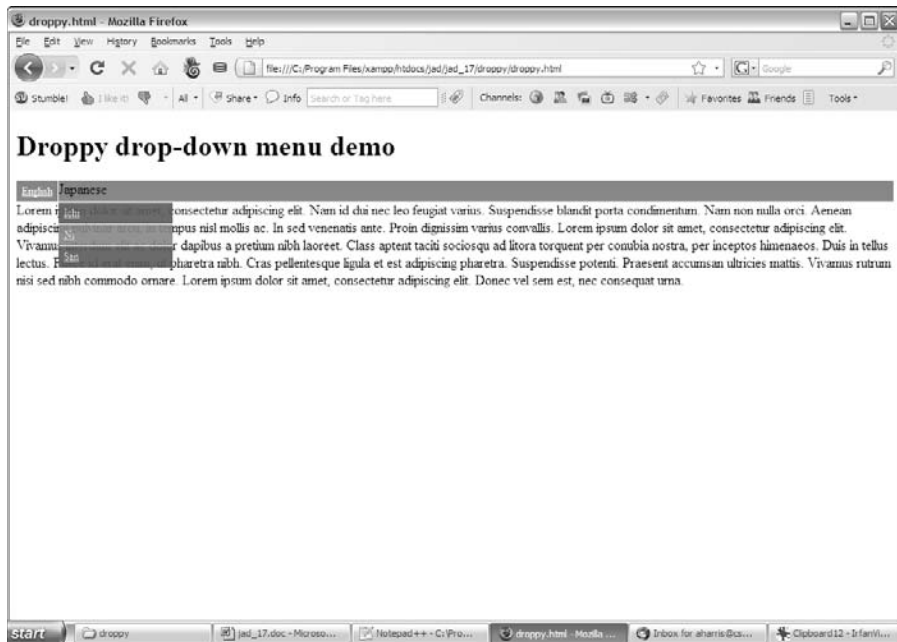 droppy.html - Mozilla Firefox
File Edit View History Bookmarks Tools Help
file:///C:/Program Files/xampp/htdocs/jad/jad_17/droppy/droppy.html
Google
Stumble! I like it! All Share Info Search or Tag here Channels: Favorites Friends Tools
Droppy drop-down menu demo
English Japanese
Ichi
Ni
San
Lorem consectetur adipiscing elit. Nam id dui nec leo feugiat varius. Suspendisse blandit porta condimentum. Nam non nulla orci. Aenean
tempus nisl mollis ac. In sed venenatis ante. Proin dignissim varius convallis. Lorem ipsum dolor sit amet, consectetur adipiscing elit.
dapibus a pretium nibh laoreet. Class aptent taciti sociosqu ad litora torquent per conubia nostra, per inceptos himenaeos. Duis in tellus
lectus. pharetra nibh. Cras pellentesque ligula et est adipiscing pharetra. Suspendisse potenti. Praesent accumsan ultricies mattis. Vivamus rutrum
nisi sed nibh commodo ornare. Lorem ipsum dolor sit amet, consectetur adipiscing elit. Donec vel sem est, nec consequat urna.
start droppy jad_17.doc - Microso... Notepad++ - C:\Pro... droppy.html - Mozilla ... Inbox for aharris@cs... Clipboard12 - IrfanVi...